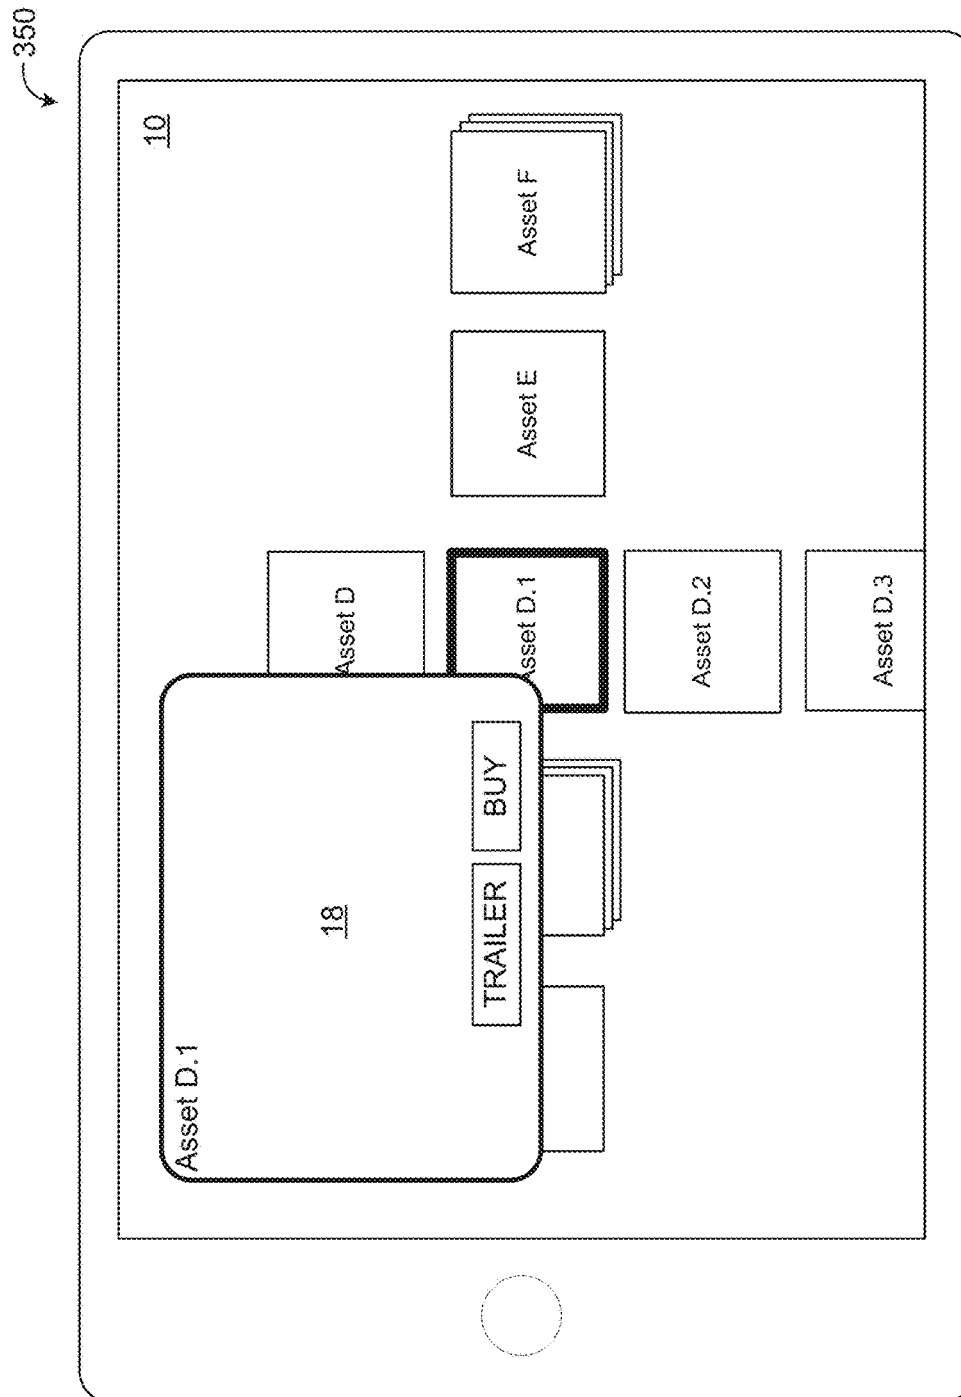 350
10
Asset D.1
18
Asset D
TRAILER
BUY
Asset D.1
Asset E
Asset F
Asset D.2
Asset D.3